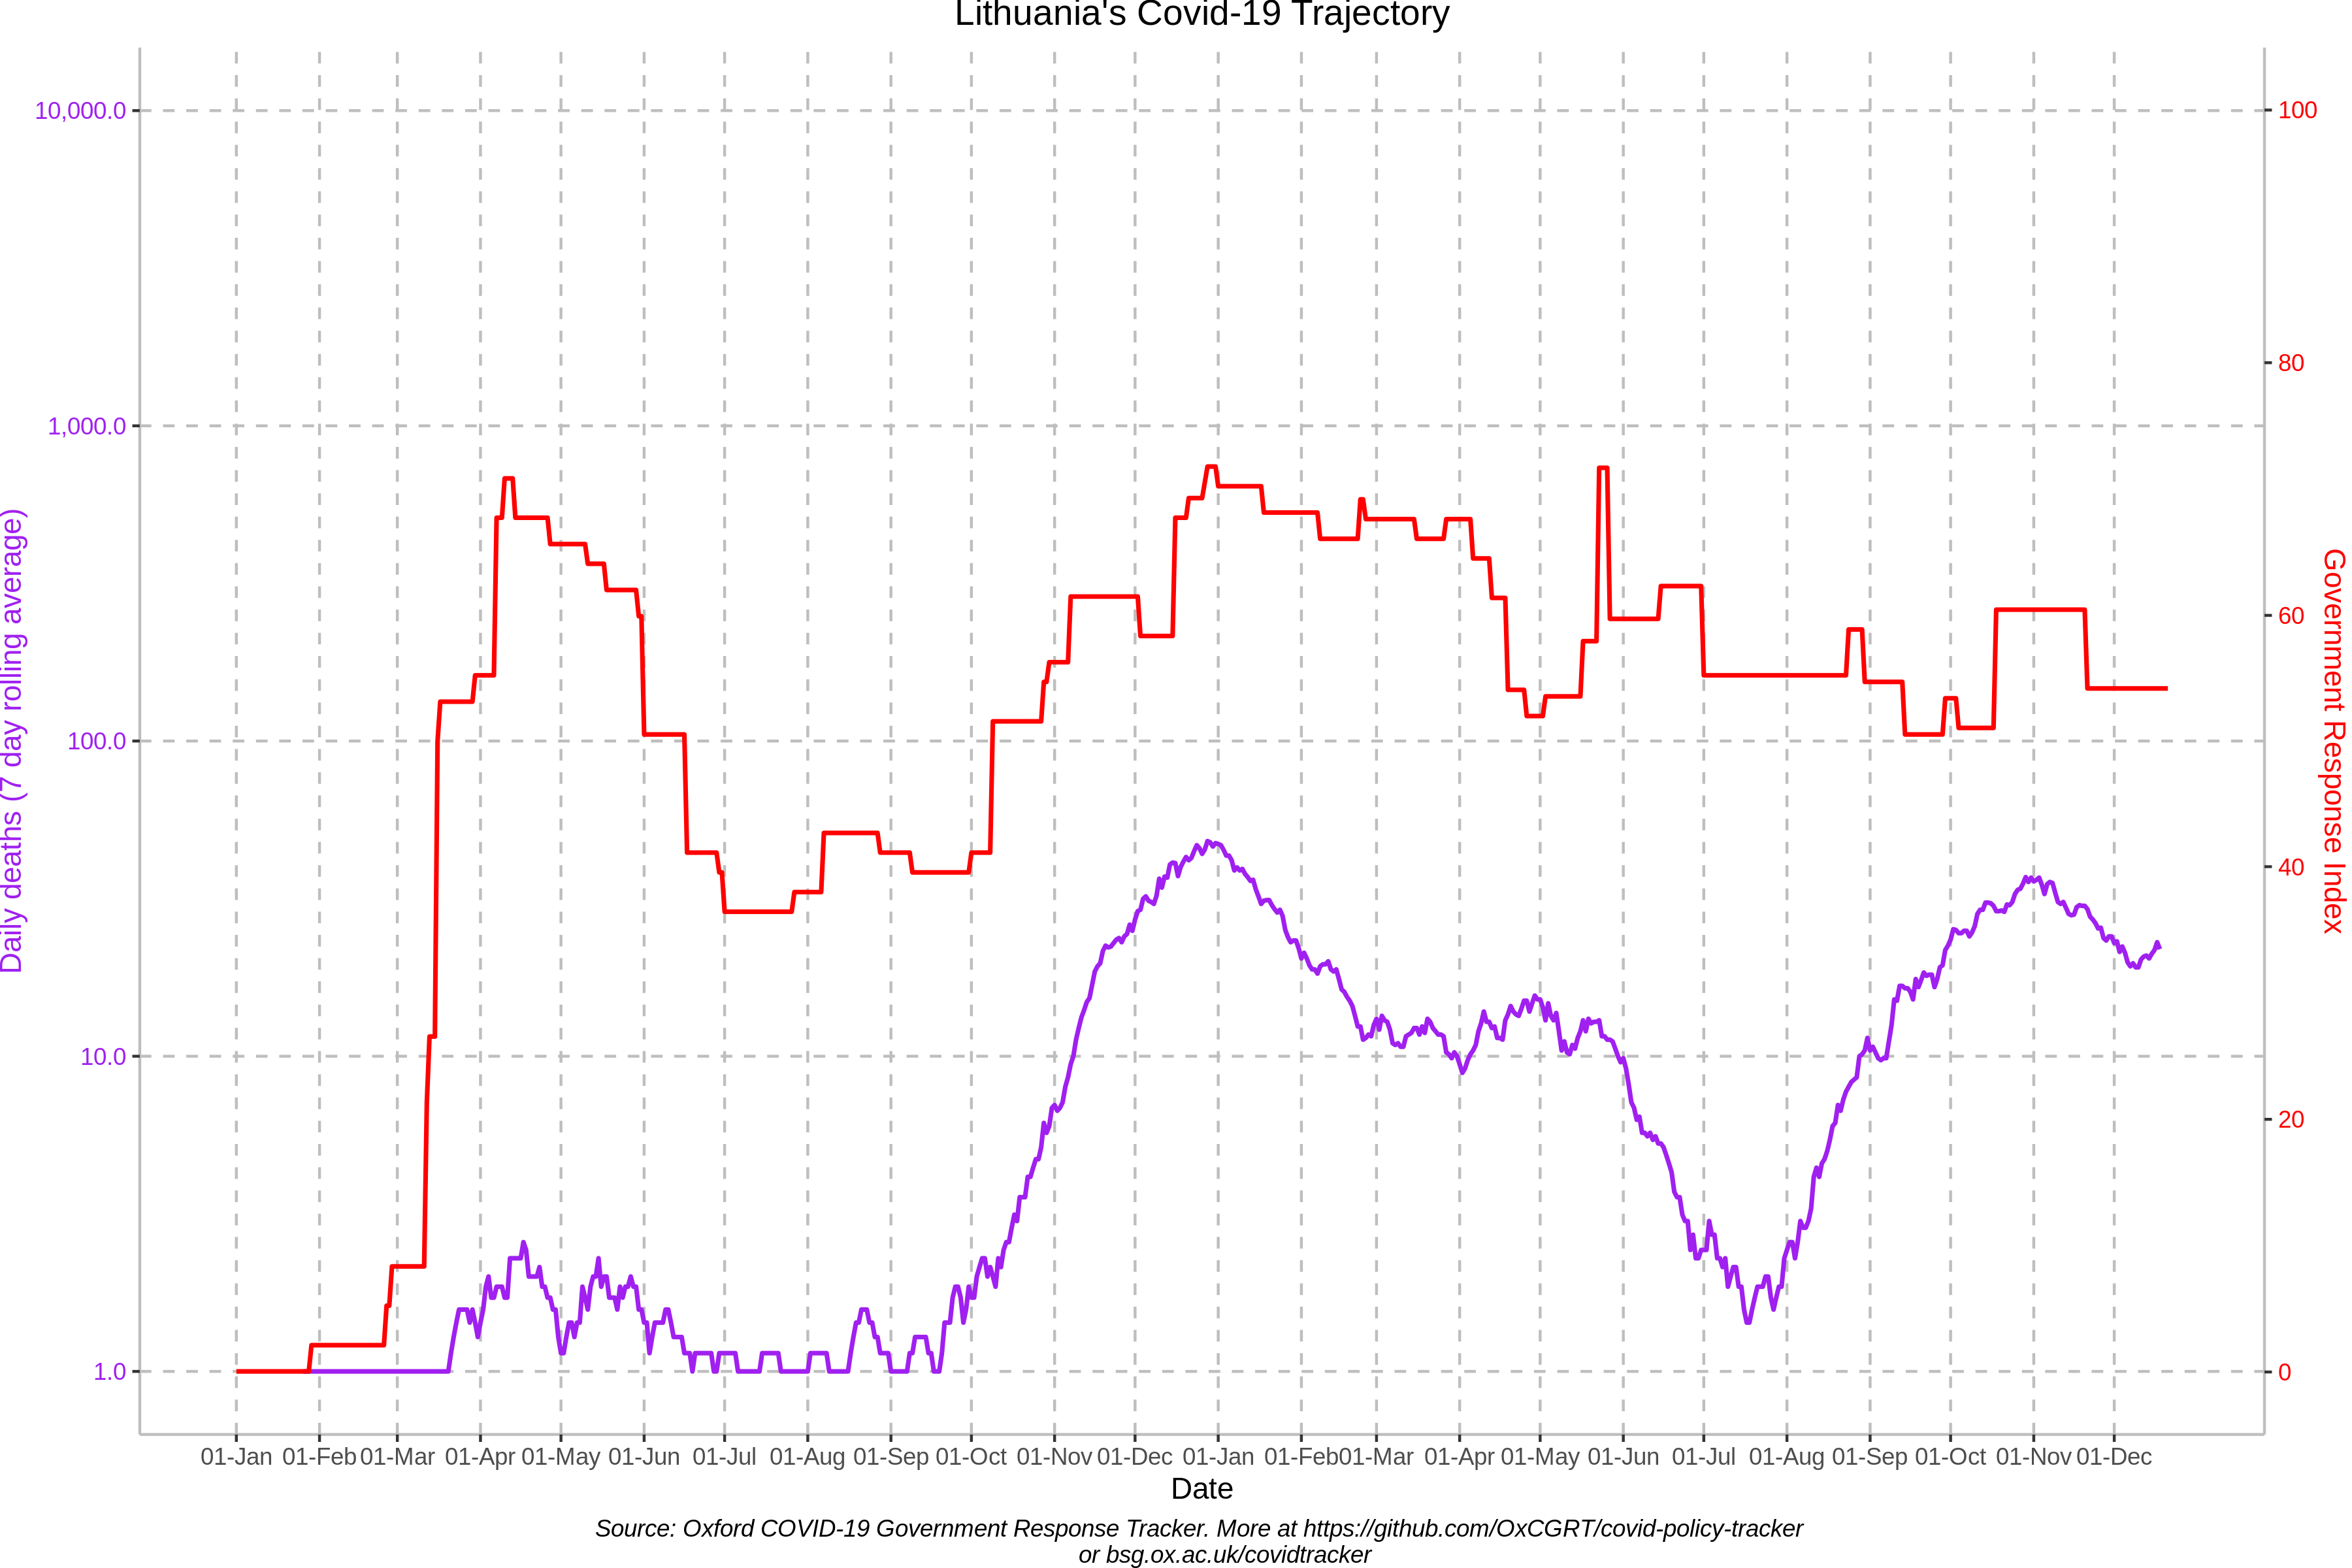 Lithuania's Covid-19 Trajectory
10,000.0
1,000.0
100.0
10.0
1.0
Daily deaths (7 day rolling average)
100
80
60
40
20
0
Government Response Index
01-Jan 01-Feb 01-Mar 01-Apr 01-May 01-Jun 01-Jul 01-Aug 01-Sep 01-Oct 01-Nov 01-Dec 01-Jan 01-Feb 01-Mar 01-Apr 01-May 01-Jun 01-Jul 01-Aug 01-Sep 01-Oct 01-Nov 01-Dec
Date
Source: Oxford COVID-19 Government Response Tracker. More at https://github.com/OxCGRT/covid-policy-tracker
or bsg.ox.ac.uk/covidtracker